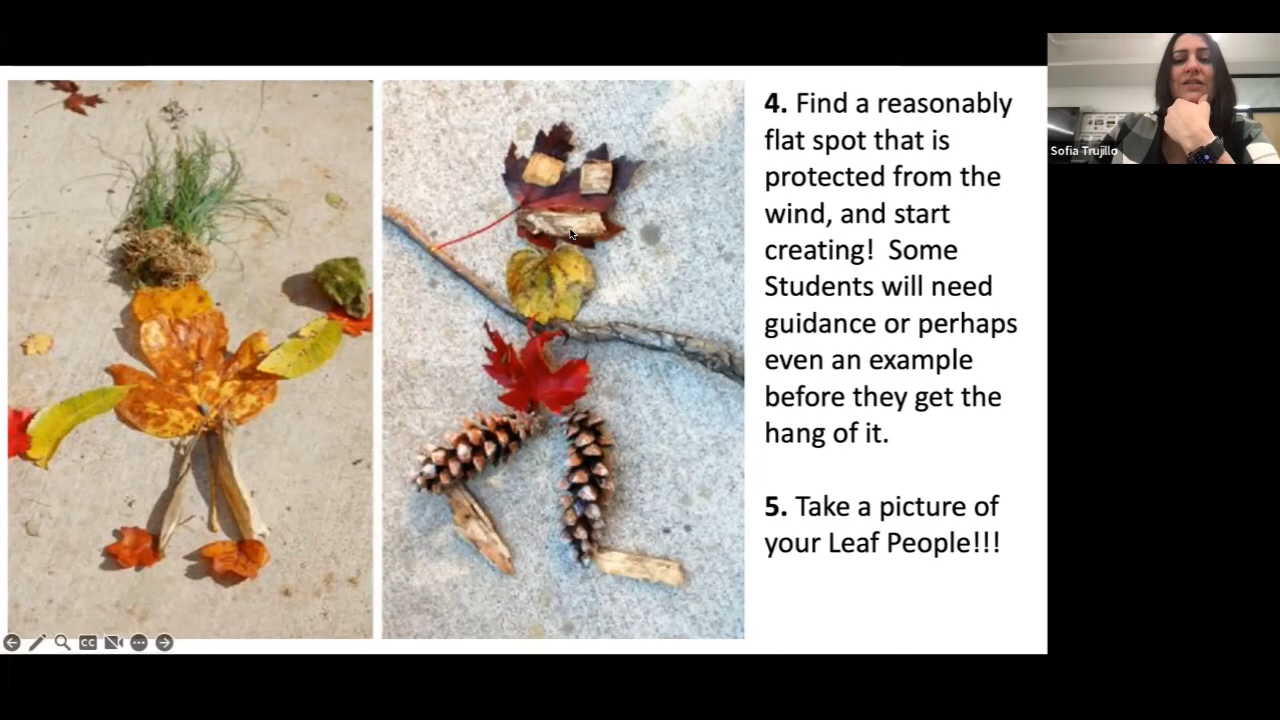 4. Find a reasonably
flat spot that is
protected from the
wind, and start
creating!  Some
Students will need
guidance or perhaps
even an example
before they get the
hang of it.
5. Take a picture of
your Leaf People!!!
Sofia Trujillo
CC